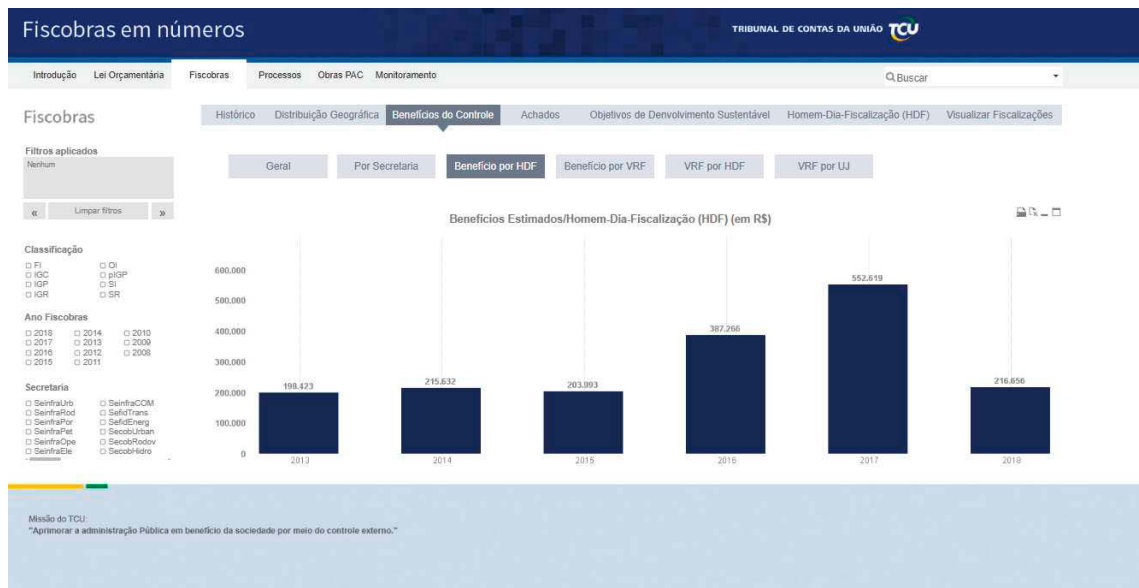 Fiscobras em números
TRIBUNAL DE CONTAS DA UNIÃO TCU
Introdução Lei Orçamentária Fiscobras Processos Obras PAC Monitoramento Buscar
Fiscobras
Histórico Distribuição Geográfica Benefícios do Controle Achados Objetivos de Desenvolvimento Sustentável Homem-Dia-Fiscalização (HDF) Visualizar Fiscalizações
Filtros aplicados
Nenhum
« Limpar filtros »
Geral Por Secretaria Benefício por HDF Benefício por VRF VRF por HDF VRF por UJ
Classificação
FI OI
IGC pIGP
IGP SI
IGR SR
Ano Fiscobras
2018 2014 2010
2017 2013 2009
2016 2012 2008
2015 2011
Secretaria
SeinfraUrb SeinfraCOM
SeinfraRod SefidTrans
SeinfraPor SefidEnerg
SeinfraPet SecobUrban
SeinfraOpe SecobRodov
SeinfraEle SecobHidro
Benefícios Estimados/Homem-Dia-Fiscalização (HDF) (em R$)
600.000
500.000
400.000
300.000
200.000
100.000
0
198.423 215.632 203.993 387.266 552.619 216.656
2013 2014 2015 2016 2017 2018
Missão do TCU:
"Aprimorar a administração Pública em benefício da sociedade por meio do controle externo."